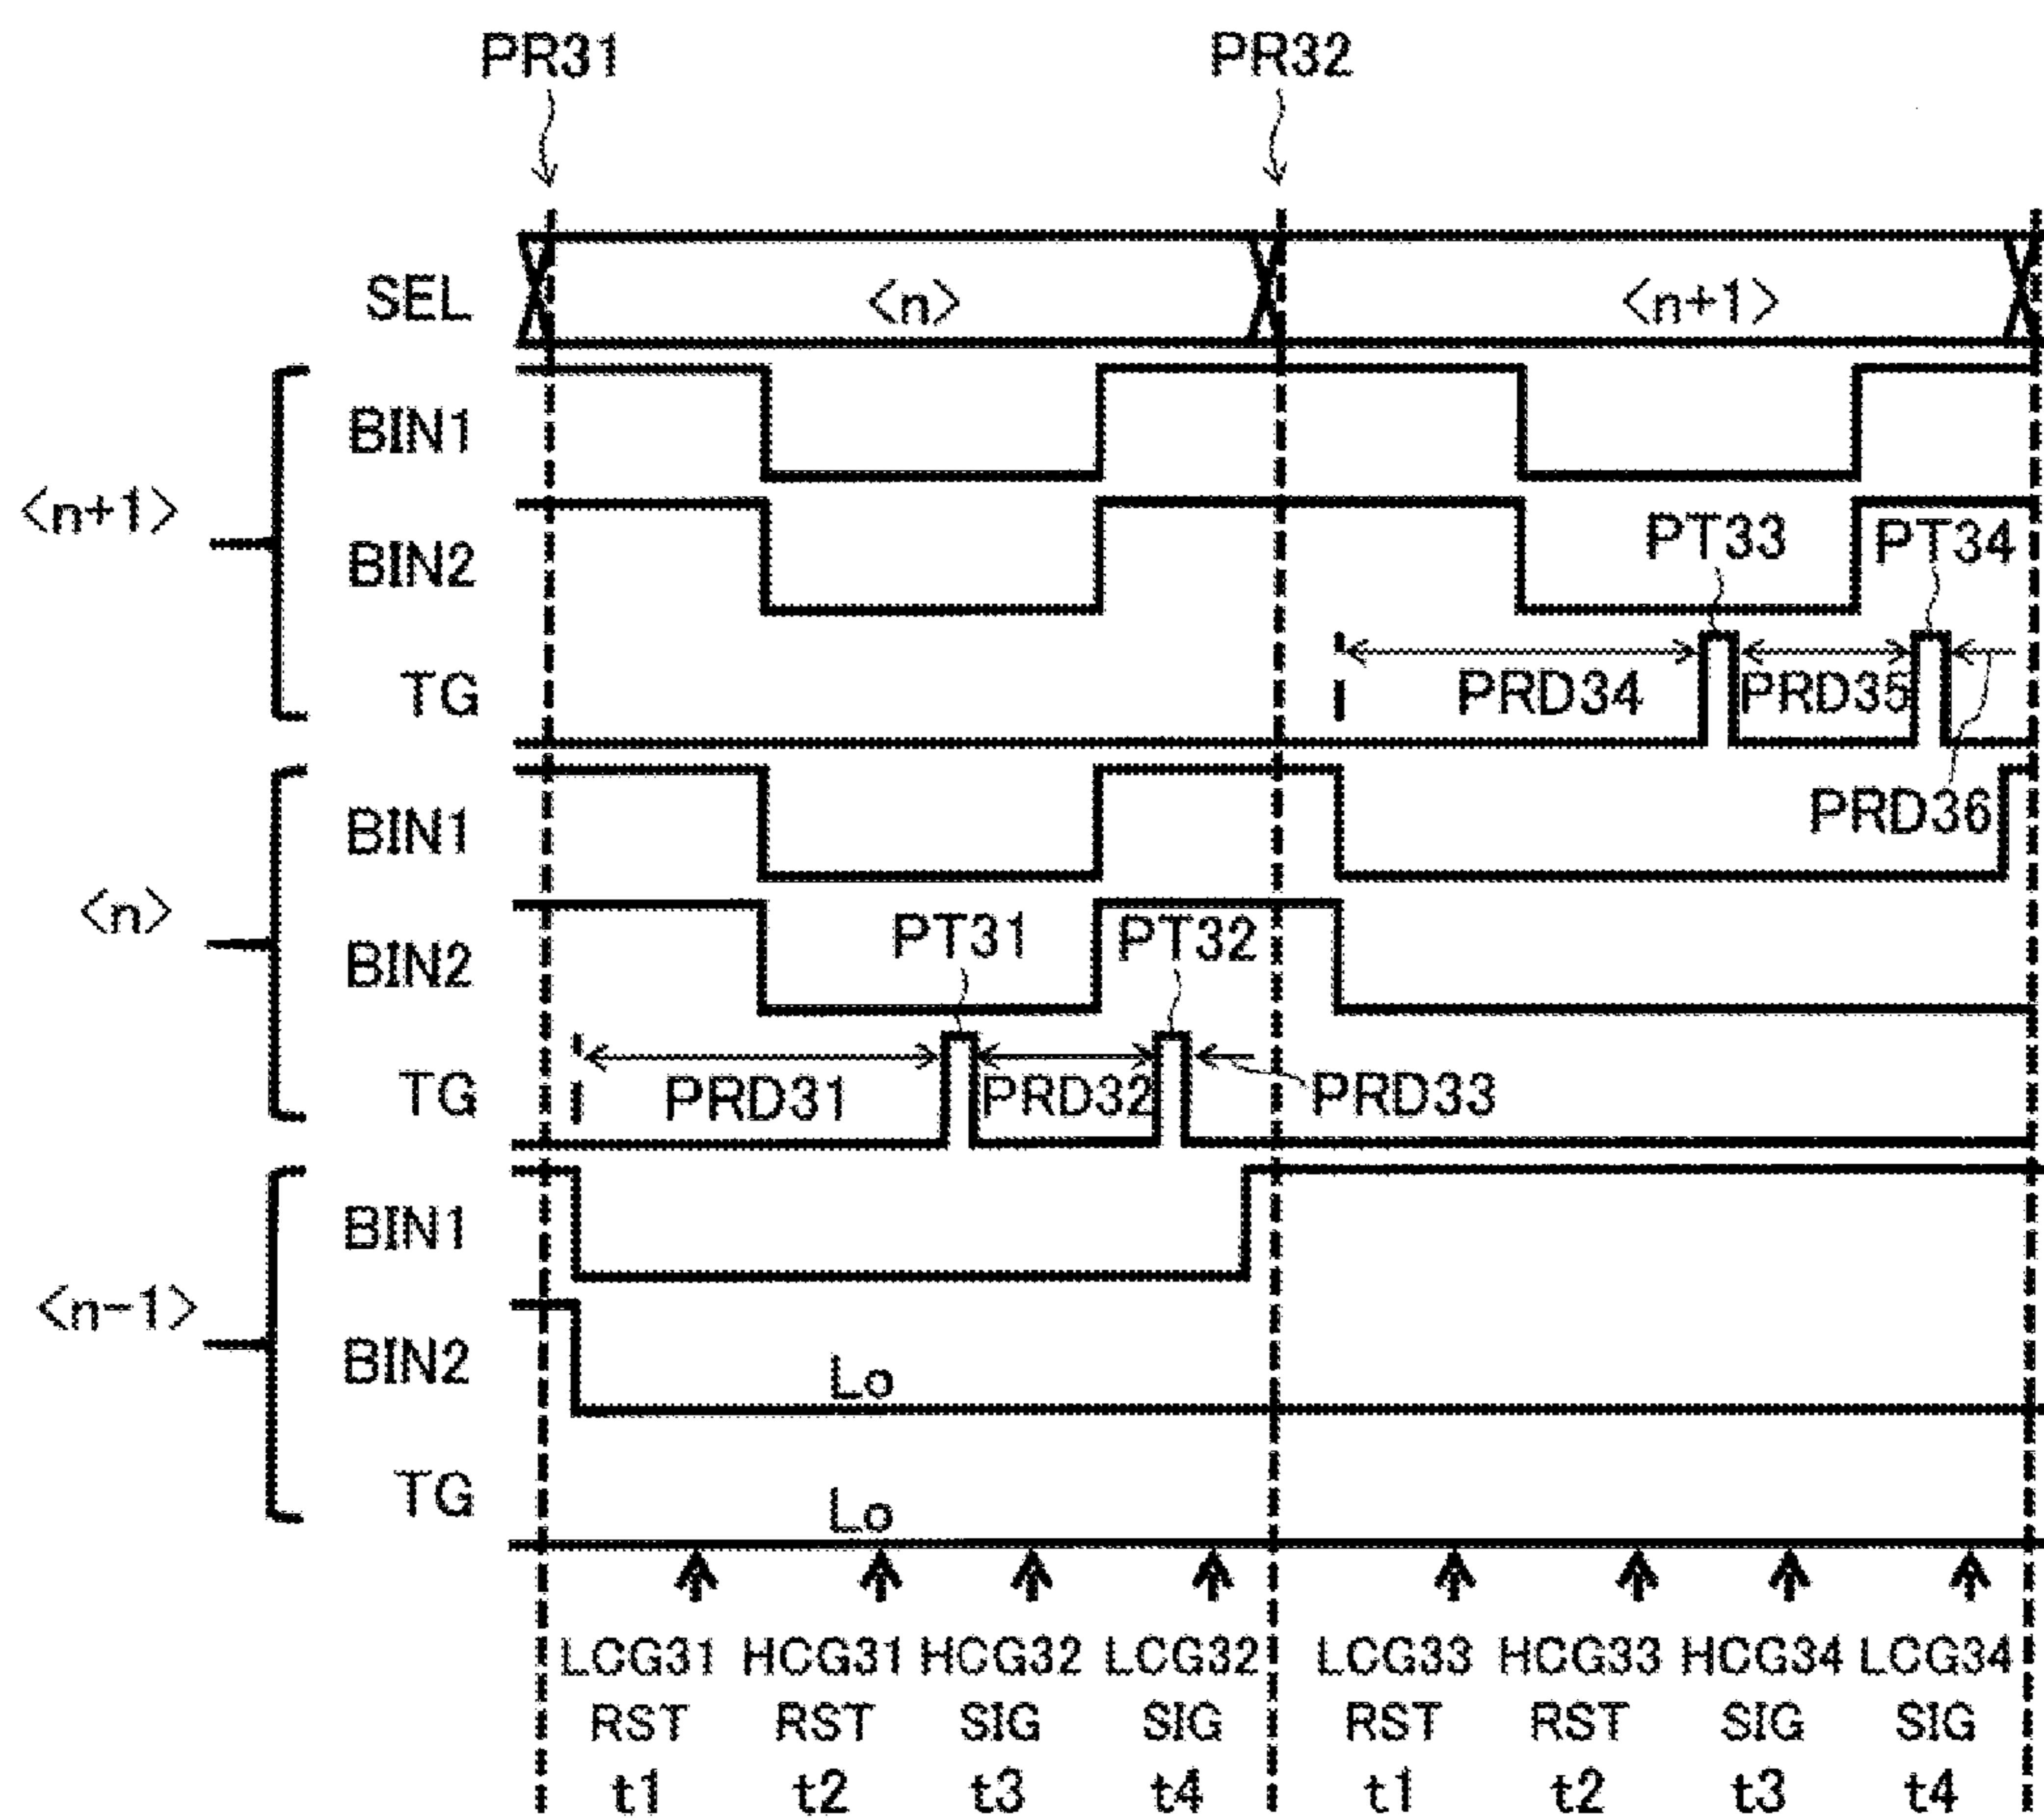 PR31 PR32
SEL <n> <n+1>
<n+1>
BIN1
BIN2 PT33 PT34
TG PRD34 PRD35
PRD36
<n>
BIN1
BIN2 PT31 PT32
TG PRD31 PRD32 PRD33
<n-1>
BIN1
BIN2 Lo
TG Lo
LCG31 HCG31 HCG32 LCG32 LCG33 HCG33 HCG34 LCG34
RST RST SIG SIG RST RST SIG SIG
t1 t2 t3 t4 t1 t2 t3 t4